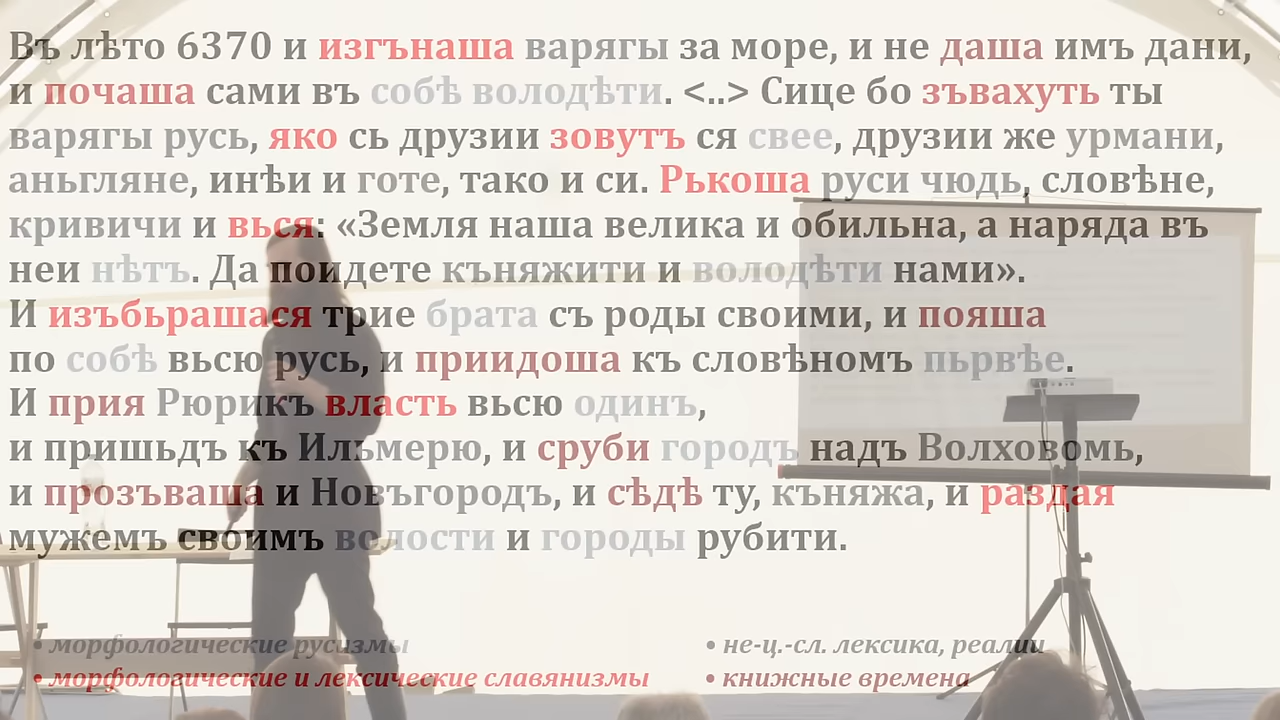 Въ лѣто 6370 и изгънаша варягы за море, и не даша имъ дани,
и почаша сами въ собѣ володѣти. <..> Сице бо зъвахуть ты
варягы русь, яко сь друзии зовутъ ся свее, друзии же урмани,
аньгляне, инѣи и готе, тако и си. Рькоша руси чюдь, словѣне,
кривичи и вься: «Земля наша велика и обильна, а наряда въ
неи нѣтъ. Да поидете къняжити и володѣти нами».
И изъбьрашася трие брата съ роды своими, и пояша
по собѣ вьсю русь, и приидоша къ словѣномъ пьрвѣе.
И прия Рюрикъ власть вьсю одинъ,
и пришьдъ къ Ильмерю, и сруби городъ надъ Волховомь,
и прозъваша и Новъгородъ, и сѣдѣ ту, къняжа, и раздая
мужемъ своимъ волости и городы рубити.
• морфологические русизмы
• не-ц.-сл. лексика, реалии
• морфологические и лексические славянизмы
• книжные времена